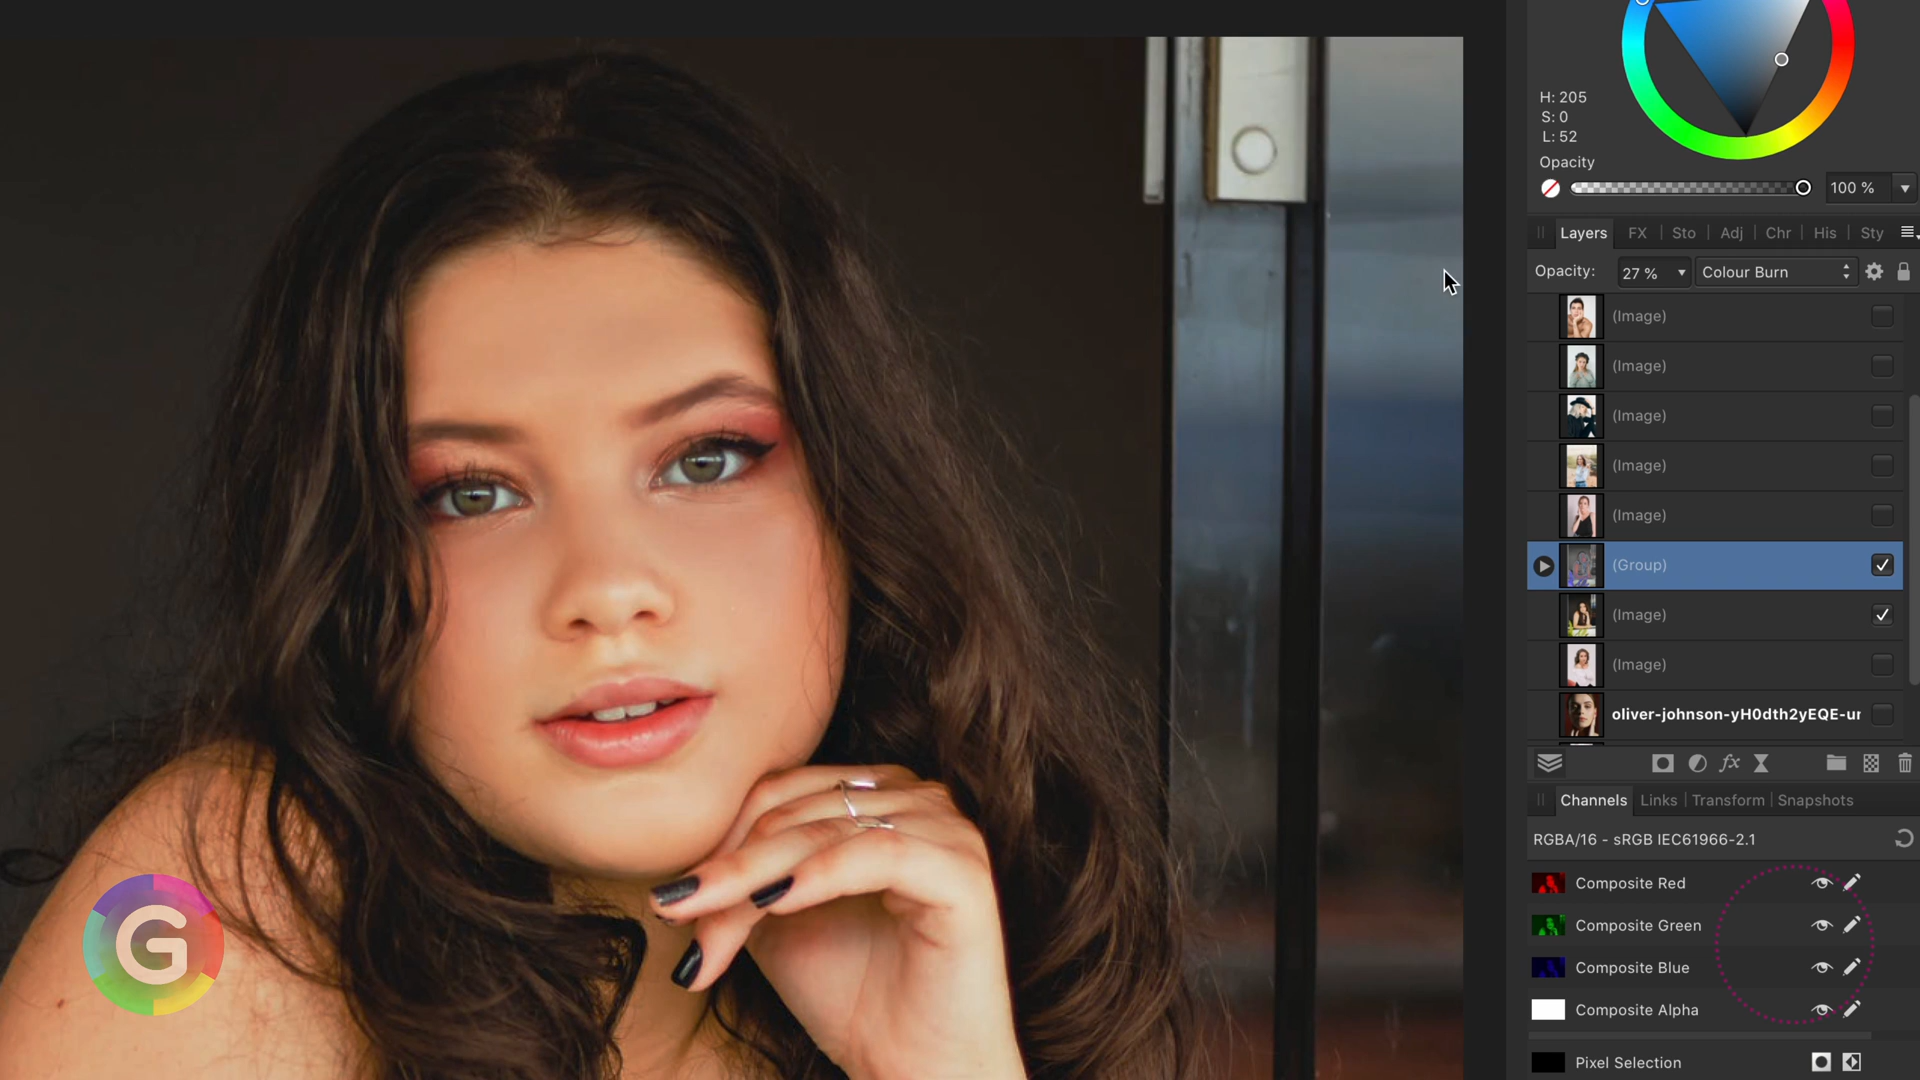 H: 205
S: 0
L: 52
Opacity
100 %
Layers FX Sto Adj Chr His Sty
Opacity: 27 % Colour Burn
(Image)
(Image)
(Image)
(Image)
(Image)
(Group)
(Image)
(Image)
oliver-johnson-yH0dth2yEQE-ur
fx
Channels Links Transform Snapshots
RGBA/16 - sRGB IEC61966-2.1
Composite Red
Composite Green
Composite Blue
G
Composite Alpha
Pixel Selection